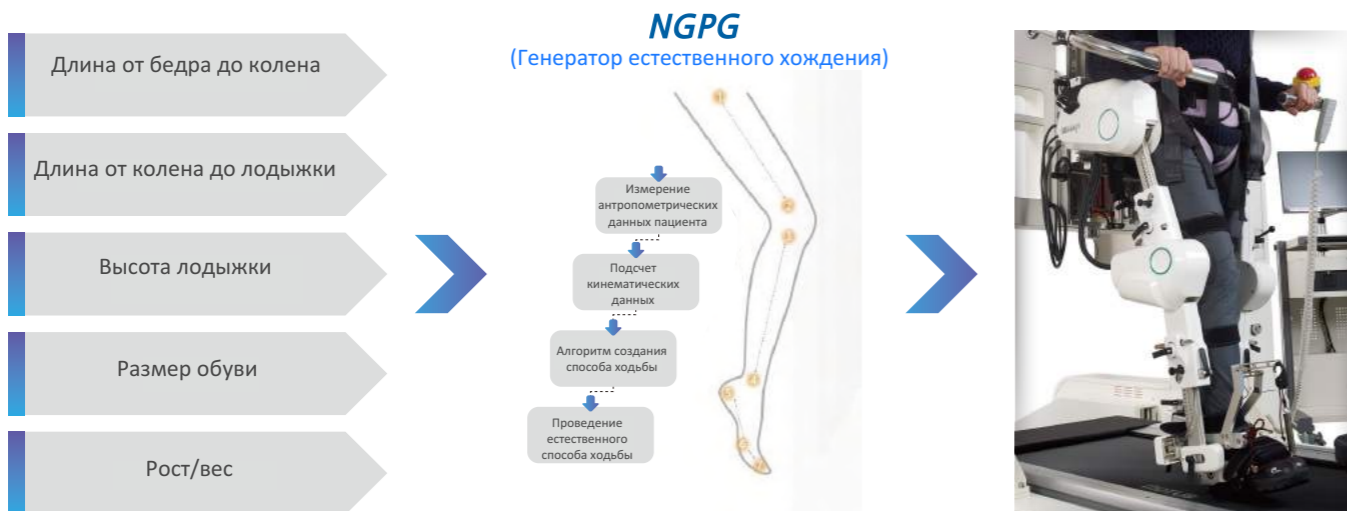 NGPG
(Генератор естественного хождения)
Длина от бедра до колена
Длина от колена до лодыжки
Высота лодыжки
Размер обуви
Рост/вес
Измерение
антропометрических
данных пациента
Подсчет
кинематических
данных
Алгоритм создания
способа ходьбы
Проведение
естественного
способа ходьбы